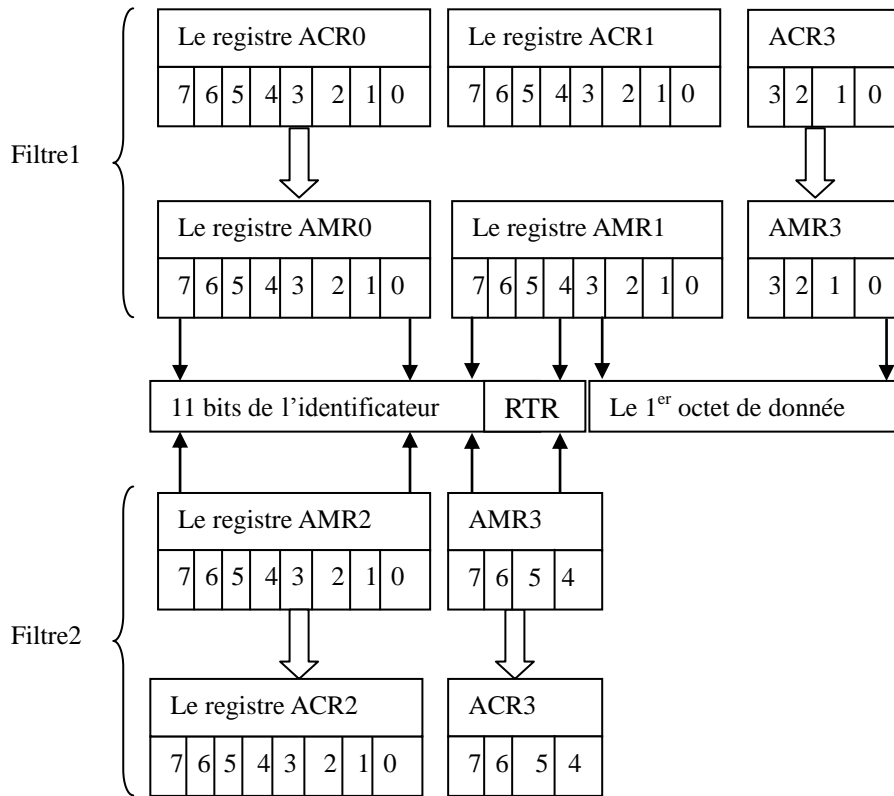 Le registre ACR0 Le registre ACR1 ACR3
7 6 5 4 3 2 1 0 7 6 5 4 3 2 1 0 3 2 1 0
Filtre1
Le registre AMR0 Le registre AMR1 AMR3
7 6 5 4 3 2 1 0 7 6 5 4 3 2 1 0 3 2 1 0
11 bits de l’identificateur RTR Le 1er octet de donnée
Le registre AMR2 AMR3
7 6 5 4 3 2 1 0 7 6 5 4
Filtre2
Le registre ACR2 ACR3
7 6 5 4 3 2 1 0 7 6 5 4